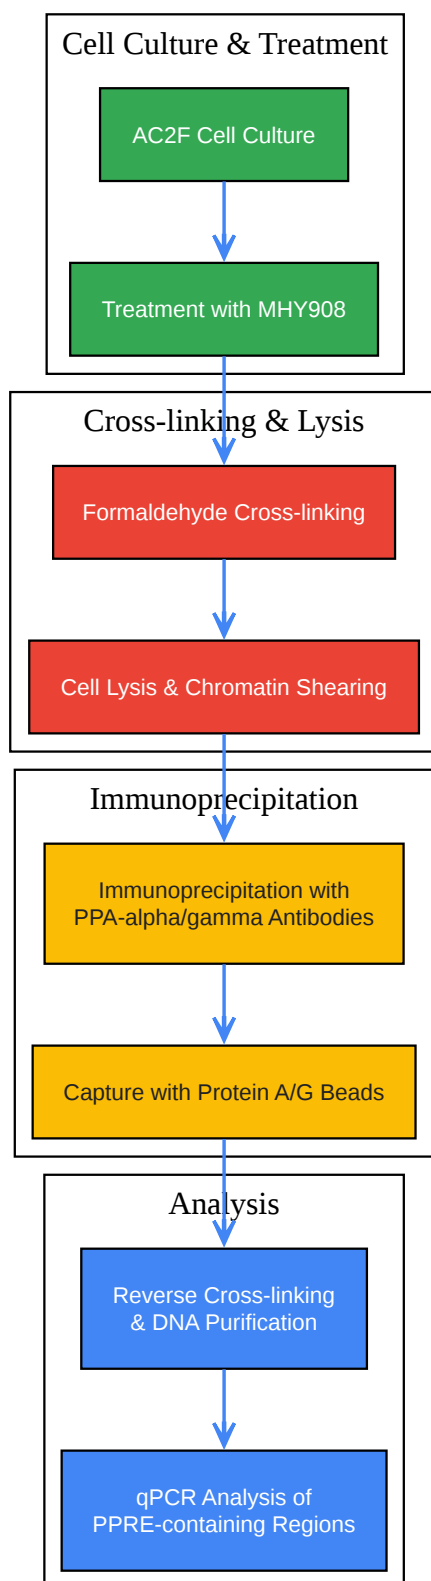 Cell Culture & Treatment
AC2F Cell Culture
Treatment with MHY908
Cross-linking & Lysis
Formaldehyde Cross-linking
Cell Lysis & Chromatin Shearing
Immunoprecipitation
Immunoprecipitation with
PPA-alpha/gamma Antibodies
Capture with Protein A/G Beads
Analysis
Reverse Cross-linking
& DNA Purification
qPCR Analysis of
PPRE-containing Regions